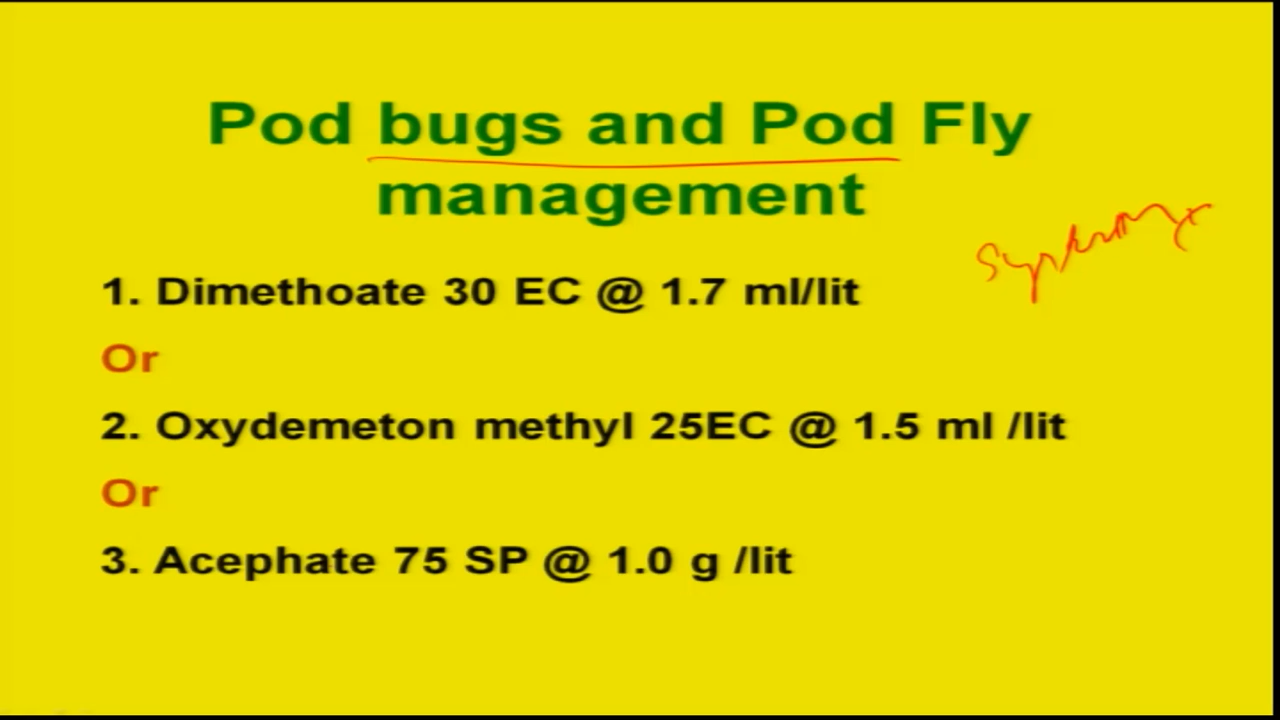 Pod bugs and Pod Fly
management
1. Dimethoate 30 EC @ 1.7 ml/lit
Or
2. Oxydemeton methyl 25EC @ 1.5 ml /lit
Or
3. Acephate 75 SP @ 1.0 g /lit